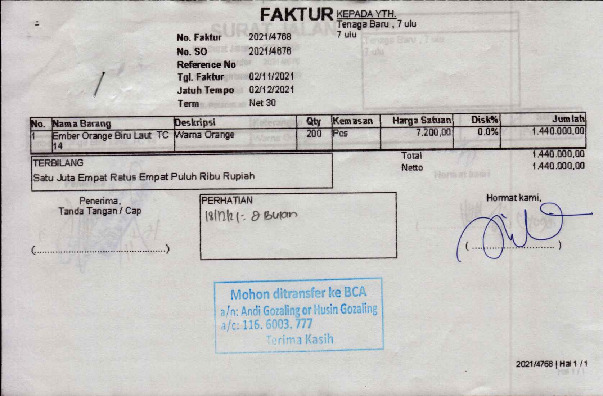 FAKTUR
KEPADA YTH.
Tenaga Baru , 7 ulu
7 ulu
No. Faktur 2021/4768
No. SO 2021/4676
Reference No
Tgl. Faktur 02/11/2021
Jatuh Tempo 02/12/2021
Term Net 30
No. Nama Barang Deskripsi Qty Kemasan Harga Satuan Disk% Jumlah
1 Ember Orange Biru Laut TC 14 Warna Orange 200 Pcs 7.200,00 0.0% 1.440.000,00
Total 1.440.000,00
Netto 1.440.000,00
TERBILANG
Satu Juta Empat Ratus Empat Puluh Ribu Rupiah
Penerima,
Tanda Tangan / Cap
(..............................)
PERHATIAN
Hormat kami,
(..............................)
Mohon ditransfer ke BCA
a/n: Andi Gozaling or Husin Gozaling
a/c: 116. 6003. 777
Terima Kasih
2021/4768 | Hal 1 / 1